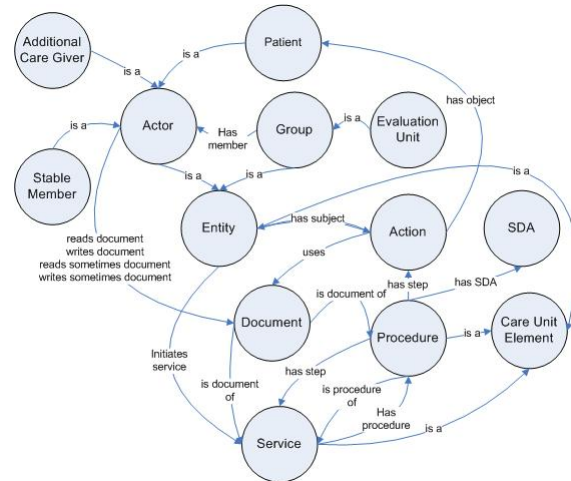 Additional
Care Giver
Patient
is a
is a
has object
Actor
Has
member
Group
is a
Evaluation
Unit
is a
Stable
Member
is a
is a
is a
Entity
has subject
Action
SDA
reads document
writes document
reads sometimes document
writes sometimes document
uses
has step
has SDA
is document of
Document
Procedure
is a
Care Unit
Element
Initiates
service
has step
is document
of
is procedure
of
Has
procedure
is a
Service